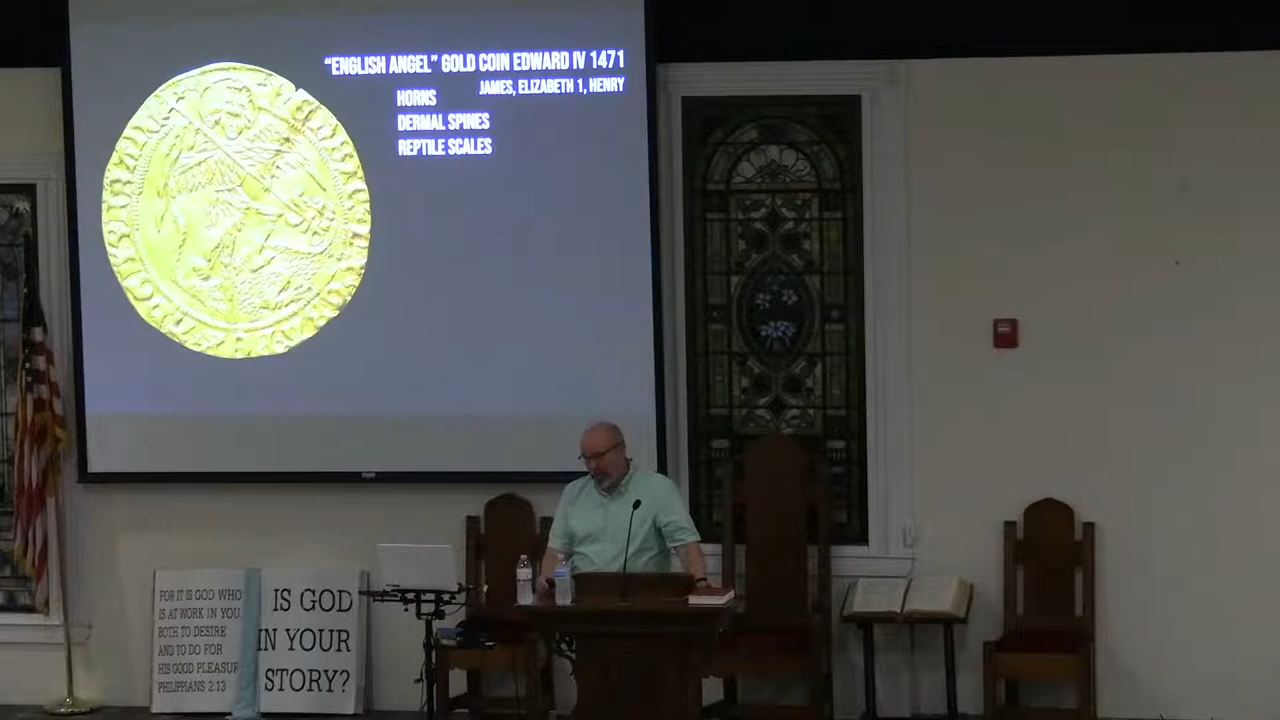 “ENGLISH ANGEL” GOLD COIN EDWARD IV 1471
JAMES, ELIZABETH 1, HENRY
HORNS
DERMAL SPINES
REPTILE SCALES
FOR IT IS GOD WHO
IS AT WORK IN YOU
BOTH TO DESIRE
AND TO DO FOR
HIS GOOD PLEASUR
PHILIPPIANS 2:13
IS GOD
IN YOUR
STORY?